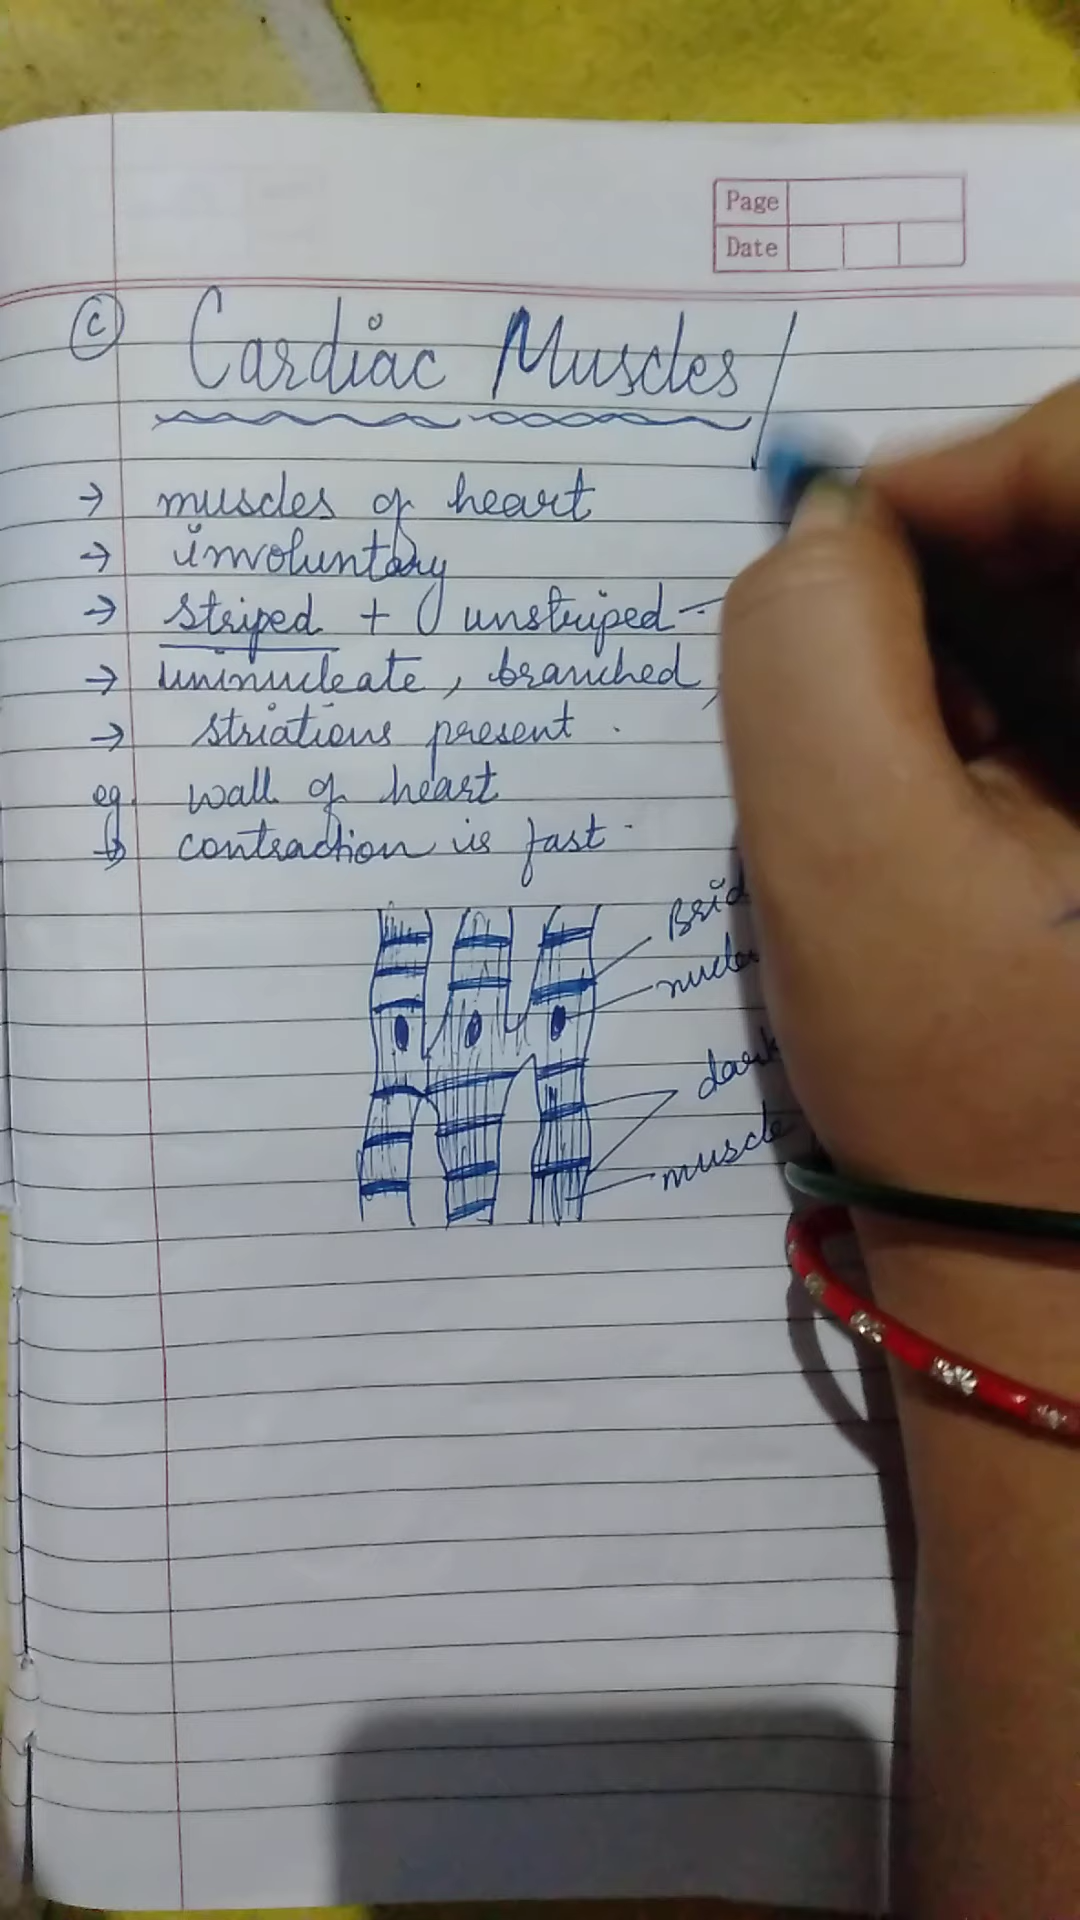 Page
Date
C Cardiac Muscles
→ muscles of heart
→ involuntary
→ striped + unstriped
→ uninucleate, branched,
→ striations present.
eg. wall of heart
→ contraction is fast.
dark
muscle